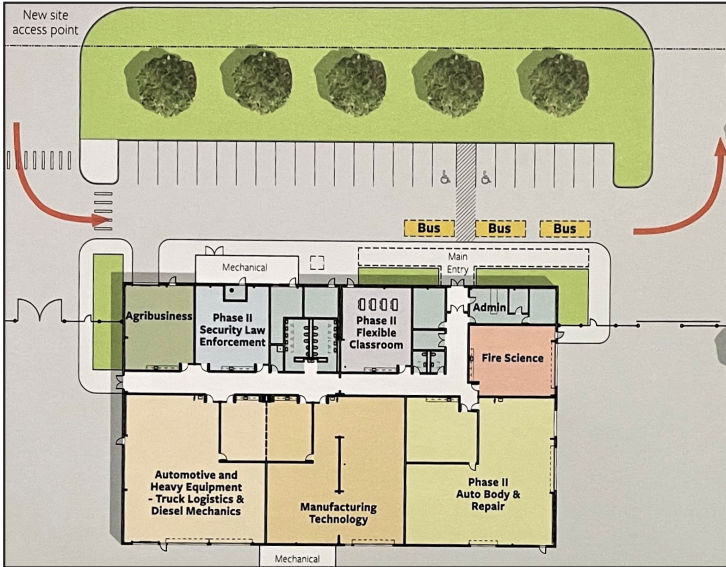 New site
access point
Bus
Bus
Bus
Main
Entry
Mechanical
Agribusiness
Phase II
Security Law
Enforcement
Phase II
Flexible
Classroom
Admin
Fire Science
Automotive and
Heavy Equipment
- Truck Logistics &
Diesel Mechanics
Manufacturing
Technology
Phase II
Auto Body &
Repair
Mechanical